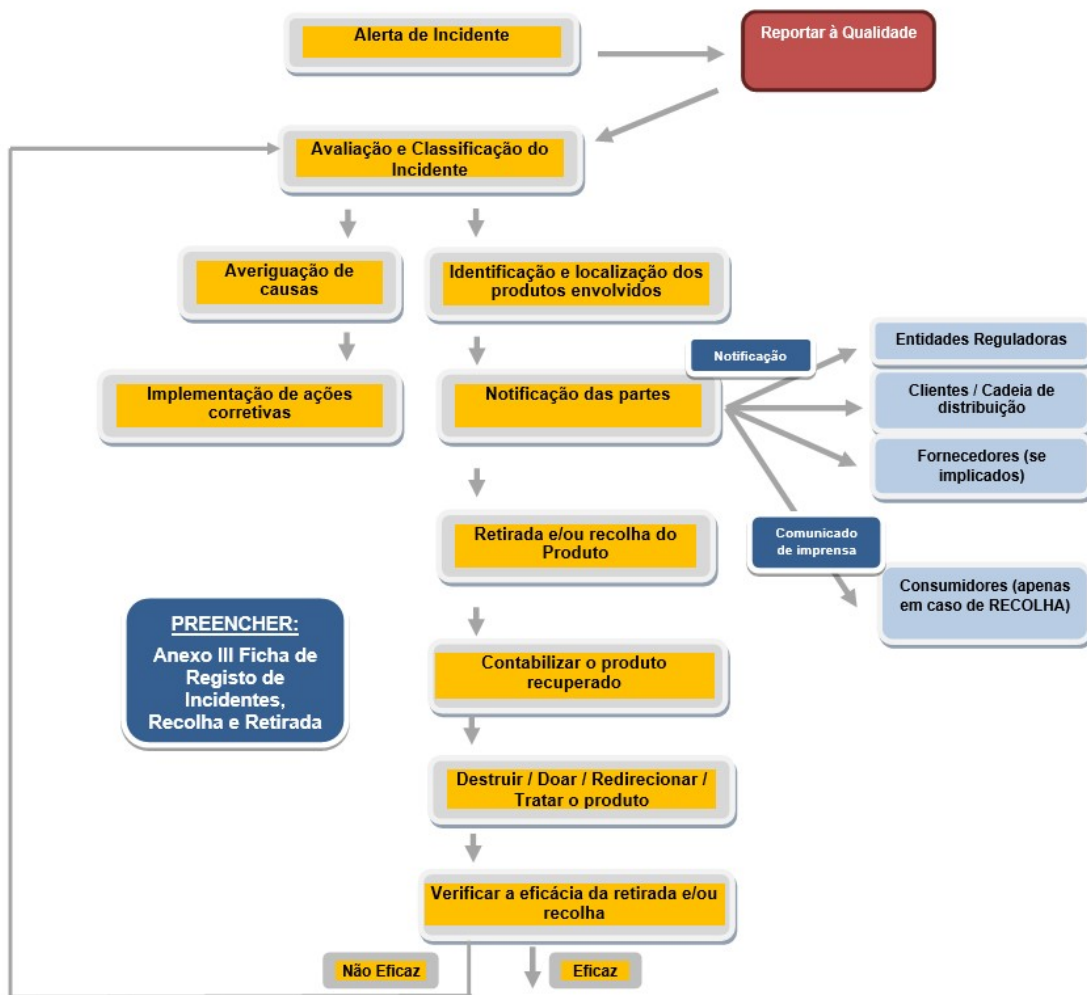 Alerta de Incidente
Reportar à Qualidade
Avaliação e Classificação do
Incidente
Averiguação de
causas
Identificação e localização dos
produtos envolvidos
Notificação
Entidades Reguladoras
Implementação de ações
corretivas
Notificação das partes
Clientes / Cadeia de
distribuição
Fornecedores (se
implicados)
Retirada e/ou recolha do
Produto
Comunicado
de imprensa
Consumidores (apenas
em caso de RECOLHA)
PREENCHER:
Anexo III Ficha de
Registo de
Incidentes,
Recolha e Retirada
Contabilizar o produto
recuperado
Destruir / Doar / Redirecionar /
Tratar o produto
Verificar a eficácia da retirada e/ou
recolha
Não Eficaz
Eficaz